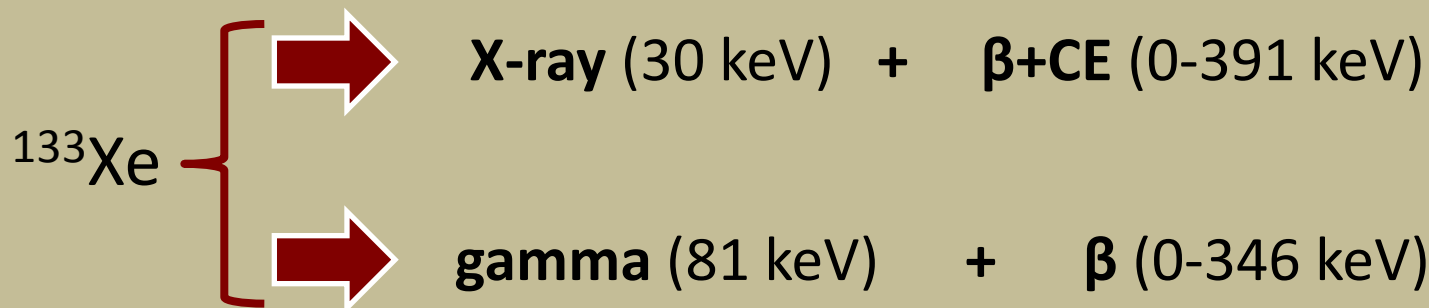 X-ray (30 keV) + β+CE (0-391 keV)
¹³³Xe
gamma (81 keV) + β (0-346 keV)